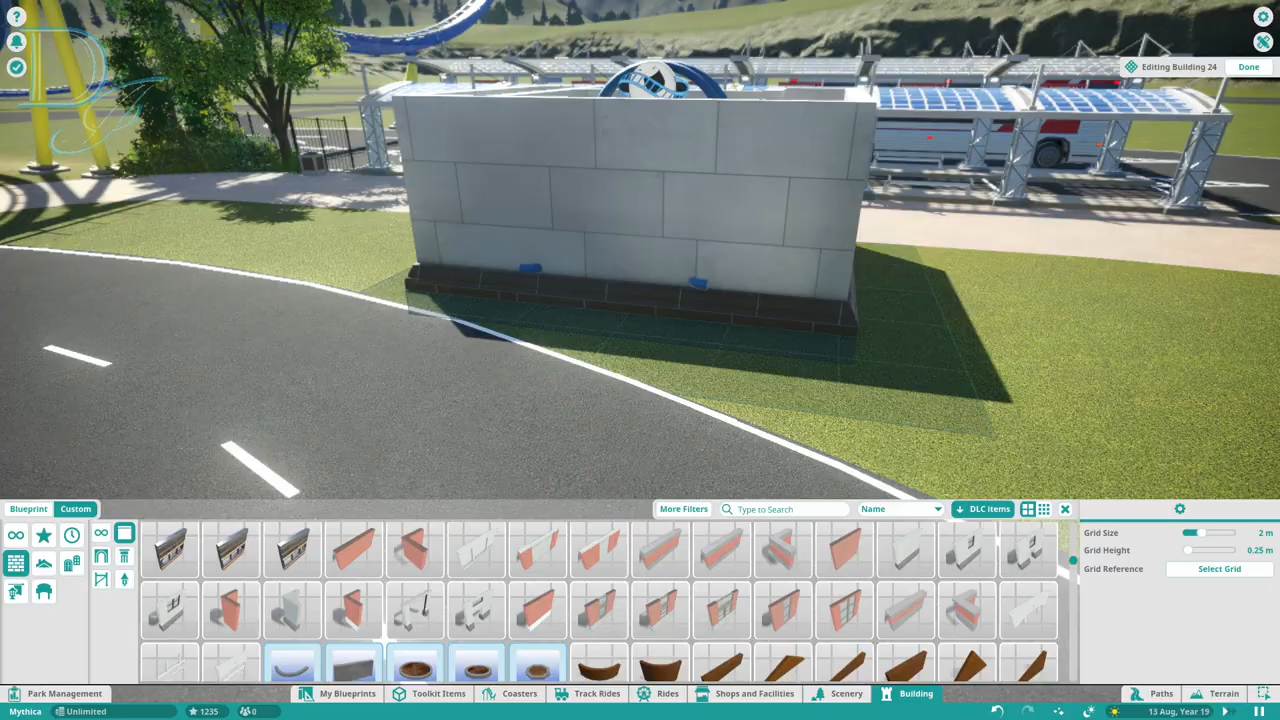 ?
Editing Building 24 Done
Blueprint Custom More Filters Type to Search Name DLC items
Grid Size 2 m
Grid Height 0.25 m
Grid Reference Select Grid
Park Management My Blueprints Toolkit Items Coasters Track Rides Rides Shops and Facilities Scenery Building Paths Terrain
Mythica Unlimited 1235 0 13 Aug, Year 19